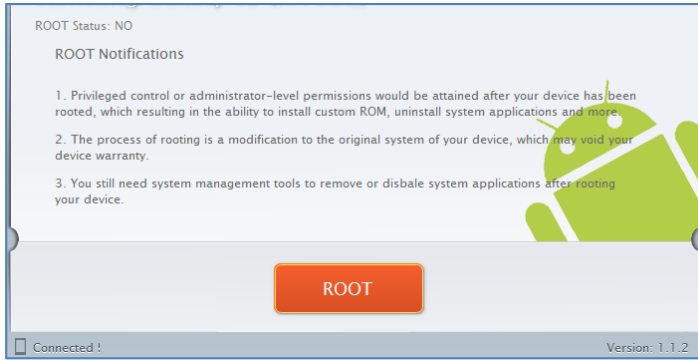 ROOT Status: NO
ROOT Notifications
1. Privileged control or administrator-level permissions would be attained after your device has been
rooted, which resulting in the ability to install custom ROM, uninstall system applications and more.
2. The process of rooting is a modification to the original system of your device, which may void your
device warranty.
3. You still need system management tools to remove or disbale system applications after rooting
your device.
ROOT
Connected !
Version: 1.1.2